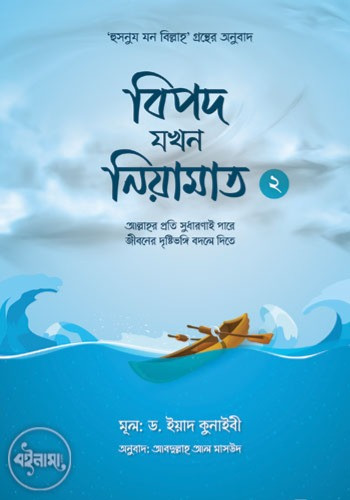 'হুসনুয যন বিল্লাহ' গ্রন্থের অনুবাদ
বিপদ
যখন
নিয়ামাত ২
আল্লাহর প্রতি সুধারণাই পারে
জীবনের দৃষ্টিভঙ্গি বদলে দিতে
মূল: ড. ইয়াদ কুনাইবী
অনুবাদ: আবদুল্লাহ আল মাসউদ
বইনামা